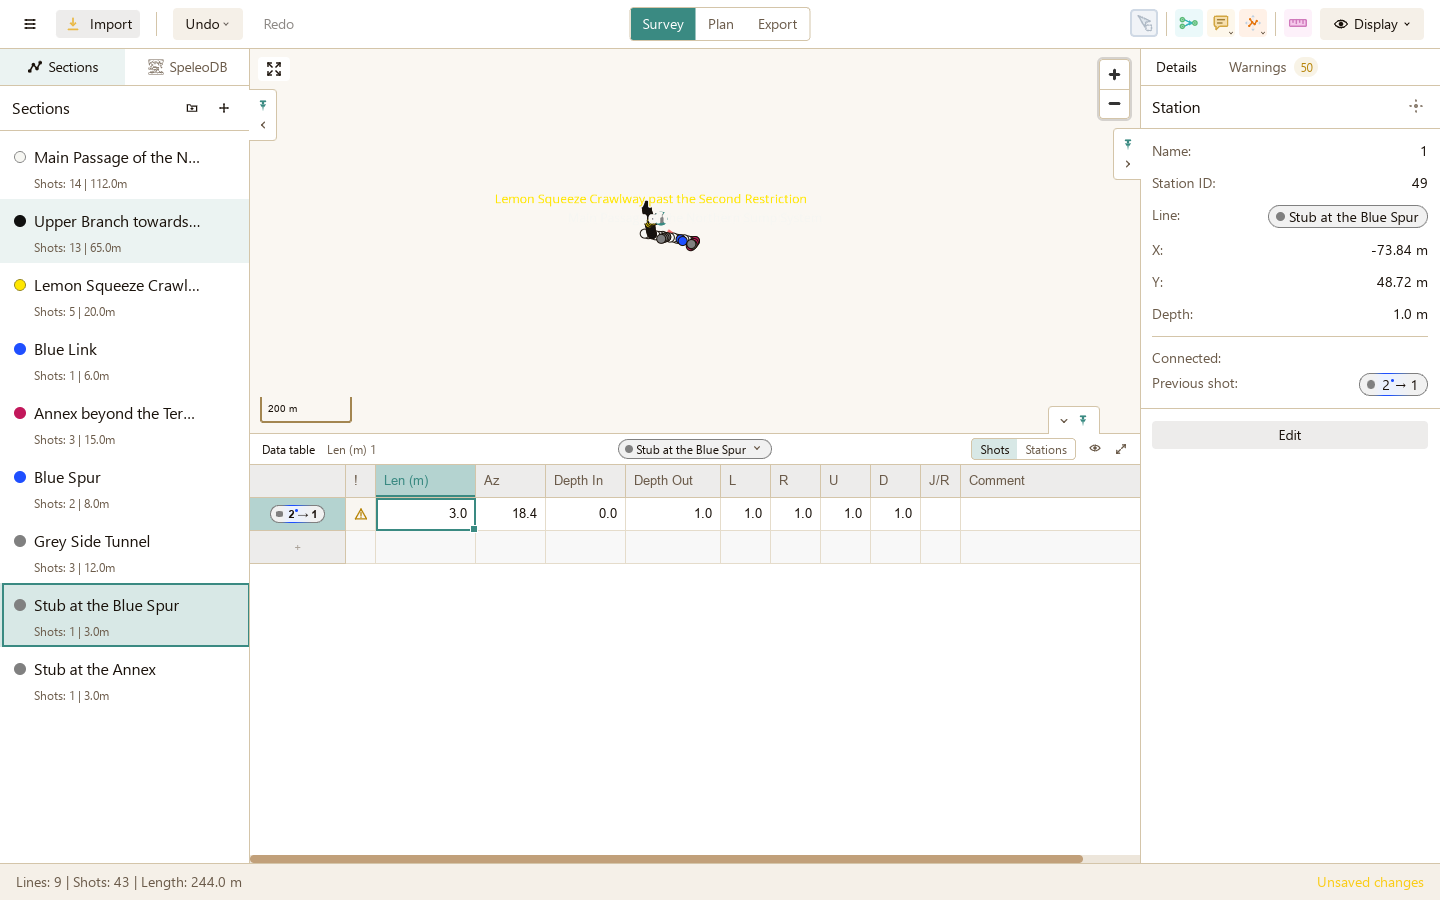 Import
Undo
Redo
Survey
Plan
Export
Display
Sections
SpeleoDB
Sections
Main Passage of the N...
Shots: 14 | 112.0m
Upper Branch towards...
Shots: 13 | 65.0m
Lemon Squeeze Crawl...
Shots: 5 | 20.0m
Blue Link
Shots: 1 | 6.0m
Annex beyond the Ter...
Shots: 3 | 15.0m
Blue Spur
Shots: 2 | 8.0m
Grey Side Tunnel
Shots: 3 | 12.0m
Stub at the Blue Spur
Shots: 1 | 3.0m
Stub at the Annex
Shots: 1 | 3.0m
Lemon Squeeze Crawlway past the Second Restriction
200 m
Data table
Len (m) 1
Stub at the Blue Spur
Shots
Stations
! Len (m) Az Depth In Depth Out L R U D J/R Comment
2 → 1 3.0 18.4 0.0 1.0 1.0 1.0 1.0 1.0
+
Details
Warnings 50
Station
Name: 1
Station ID: 49
Line: Stub at the Blue Spur
X: -73.84 m
Y: 48.72 m
Depth: 1.0 m
Connected:
Previous shot: 2 → 1
Edit
Lines: 9 | Shots: 43 | Length: 244.0 m
Unsaved changes